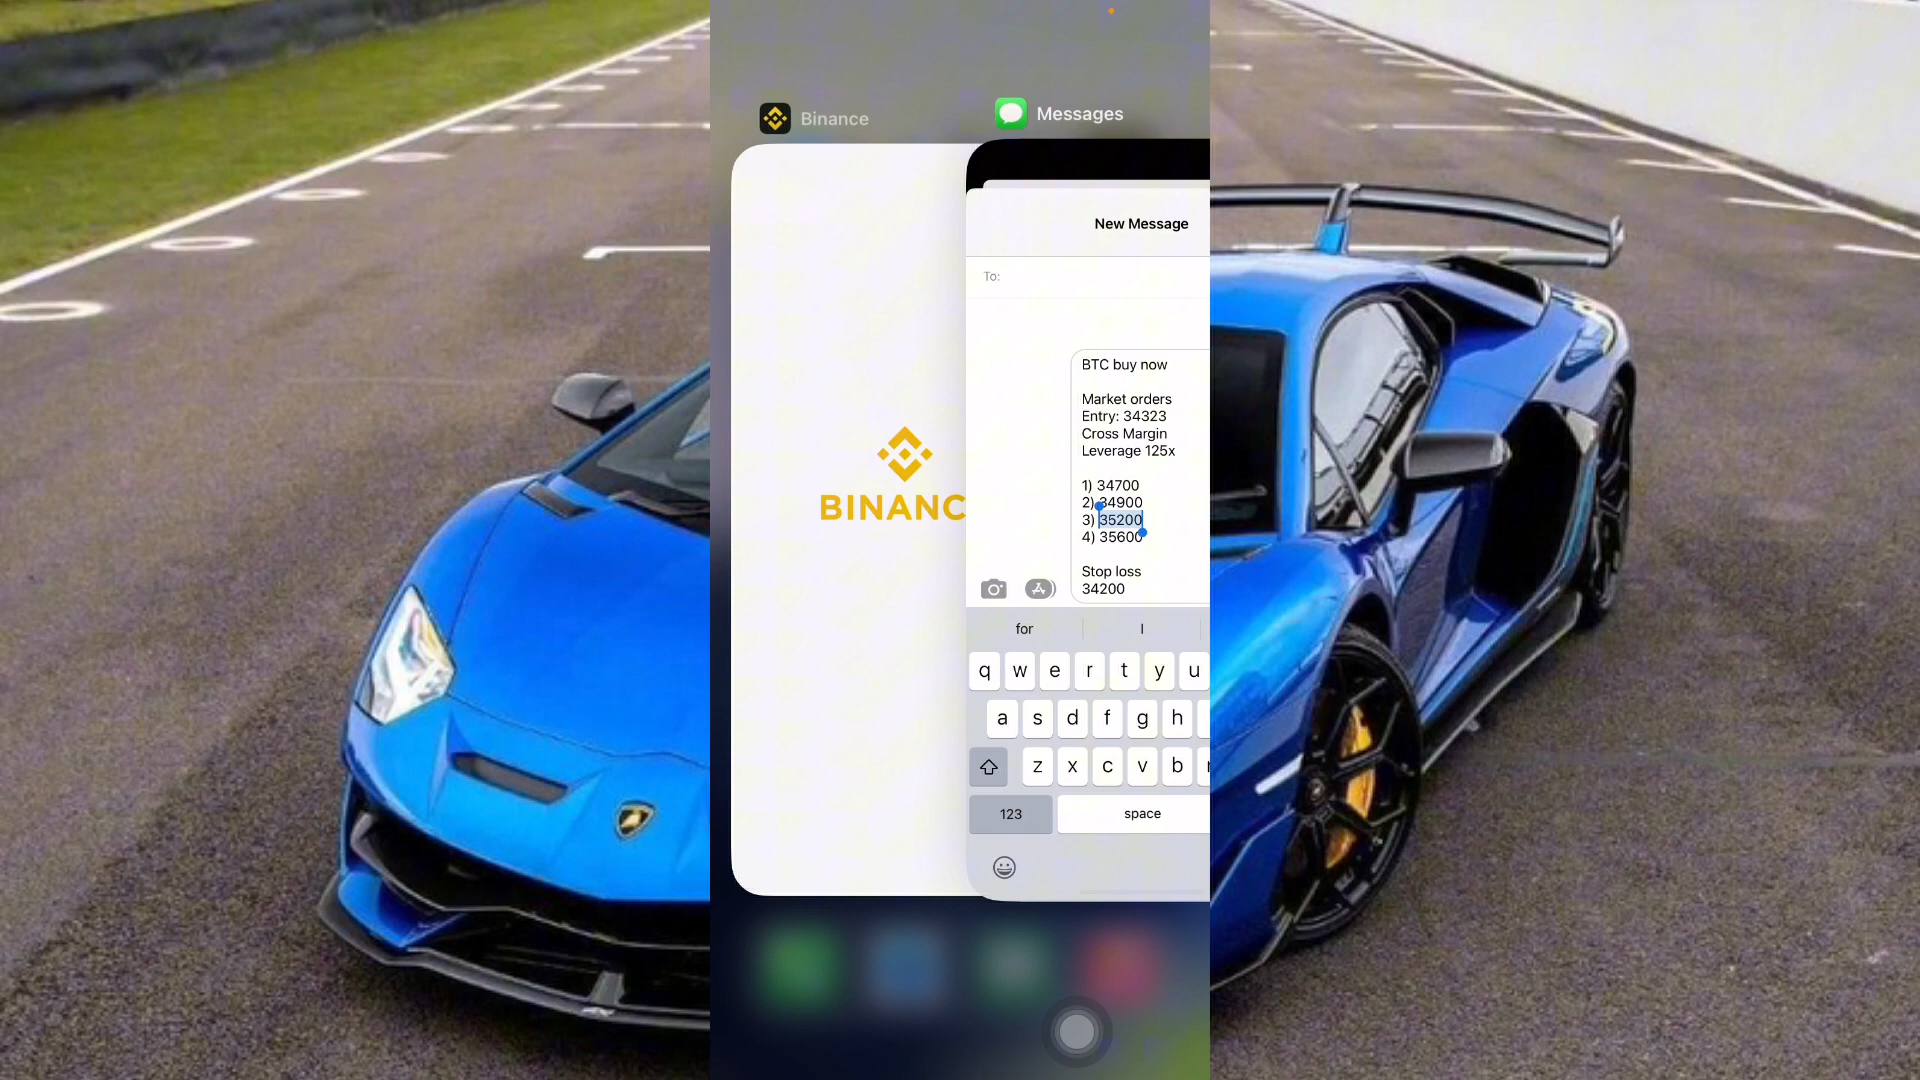 Binance
Messages
BINANC
New Message
To:
BTC buy now
Market orders
Entry: 34323
Cross Margin
Leverage 125x
1) 34700
2) 34900
3) 35200
4) 35600
Stop loss
34200
for
I
q w e r t y u
a s d f g h
z x c v b
123
space